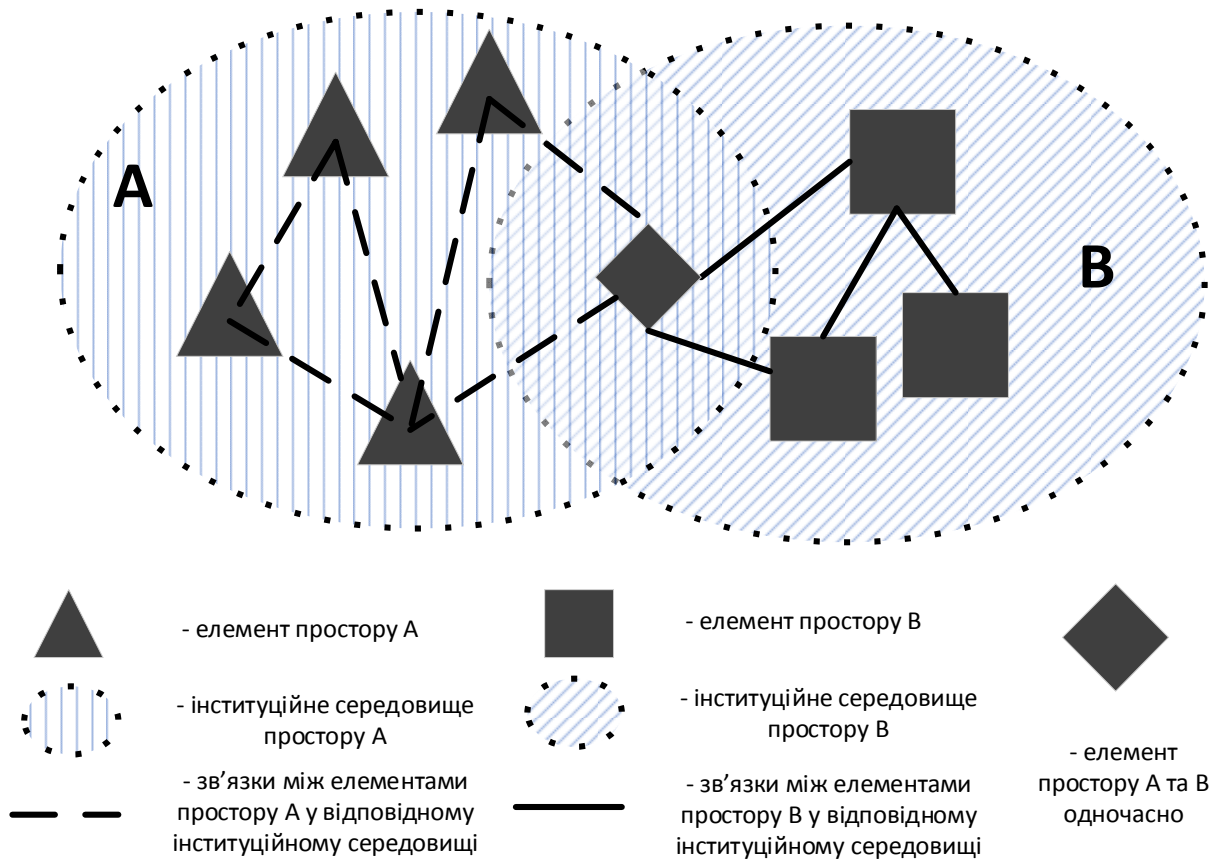 A
B
- елемент простору А
- інституційне середовище
простору А
- зв’язки між елементами
простору А у відповідному
інституційному середовищі
- елемент простору В
- інституційне середовище
простору В
- зв’язки між елементами
простору В у відповідному
інституційному середовищі
- елемент
простору А та В
одночасно